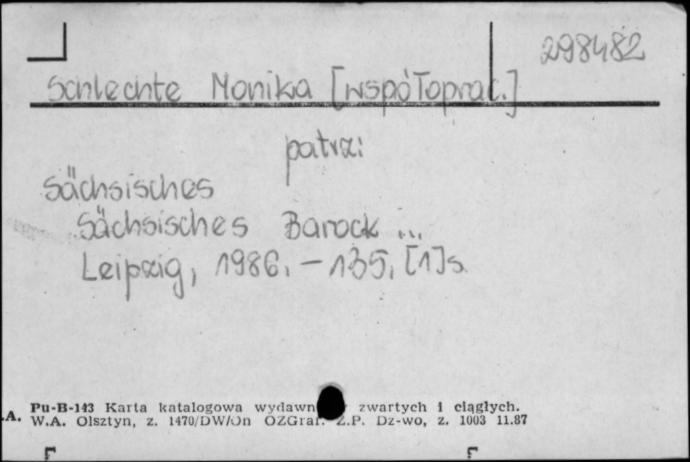 298482
Schlechte Monika [współoprac.]
patrz:
Sächsisches
Sächsisches Barock ...
Leipzig, 1986. - 135, [1] s.
Pu-B-143 Karta katalogowa wydawn zwartych i ciągłych.
.A. W.A. Olsztyn, z. 1470/DW/On OZGraf. Z.P. Dz-wo, z. 1003 11.87